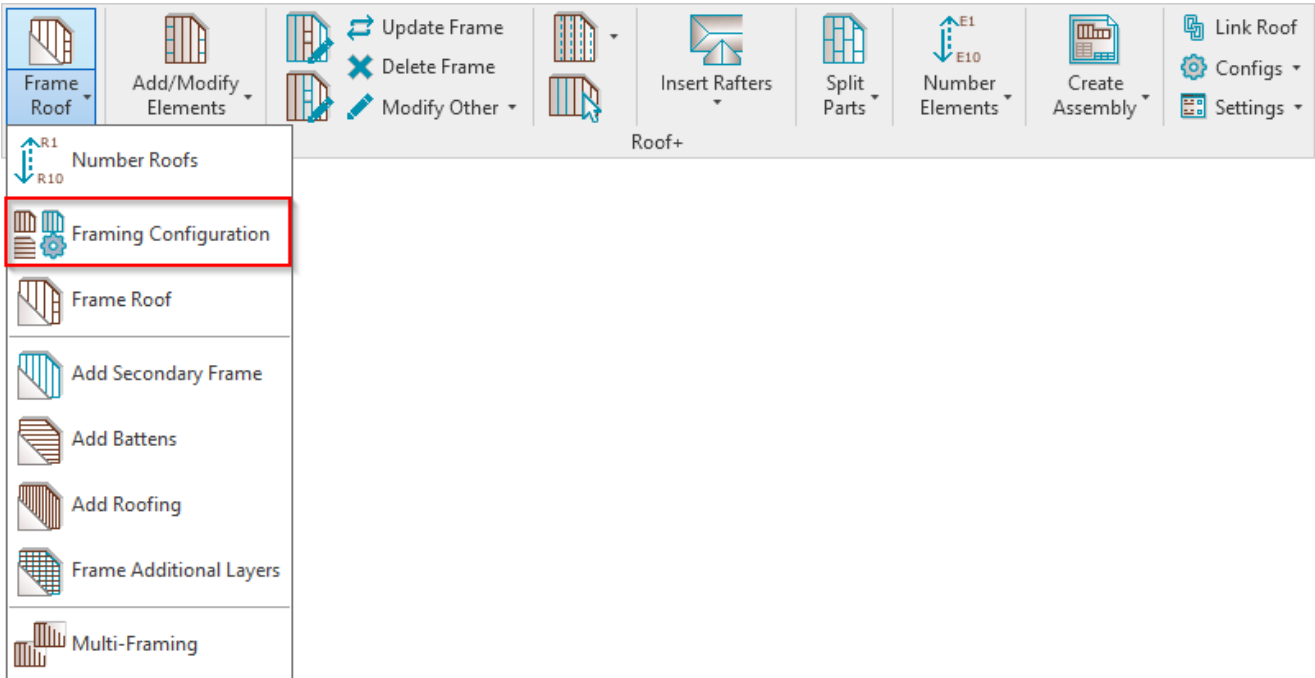 Frame
Roof
Add/Modify
Elements
Update Frame
Delete Frame
Modify Other
Insert Rafters
Split
Parts
E1
E10
Number
Elements
Create
Assembly
Link Roof
Configs
Settings
Roof+
R1
R10
Number Roofs
Framing Configuration
Frame Roof
Add Secondary Frame
Add Battens
Add Roofing
Frame Additional Layers
Multi-Framing